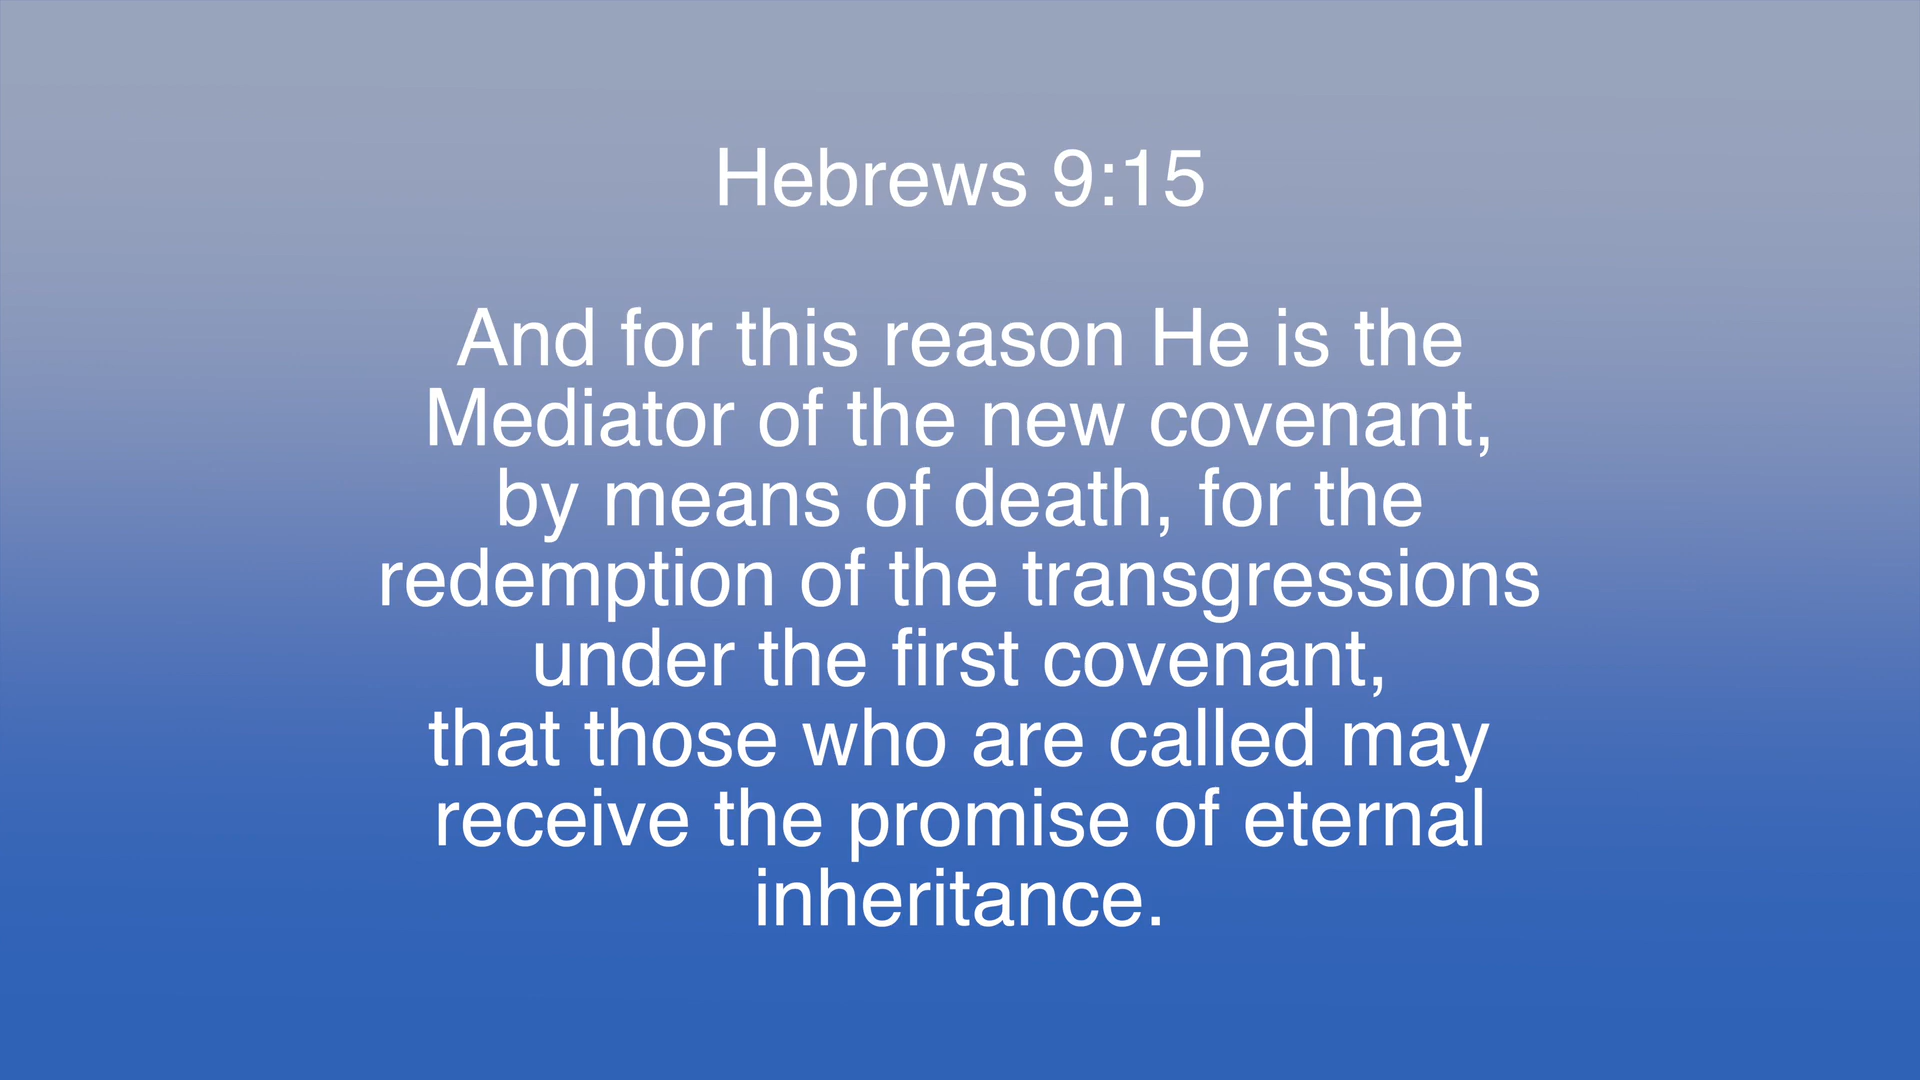 Hebrews 9:15
And for this reason He is the
Mediator of the new covenant,
by means of death, for the
redemption of the transgressions
under the first covenant,
that those who are called may
receive the promise of eternal
inheritance.